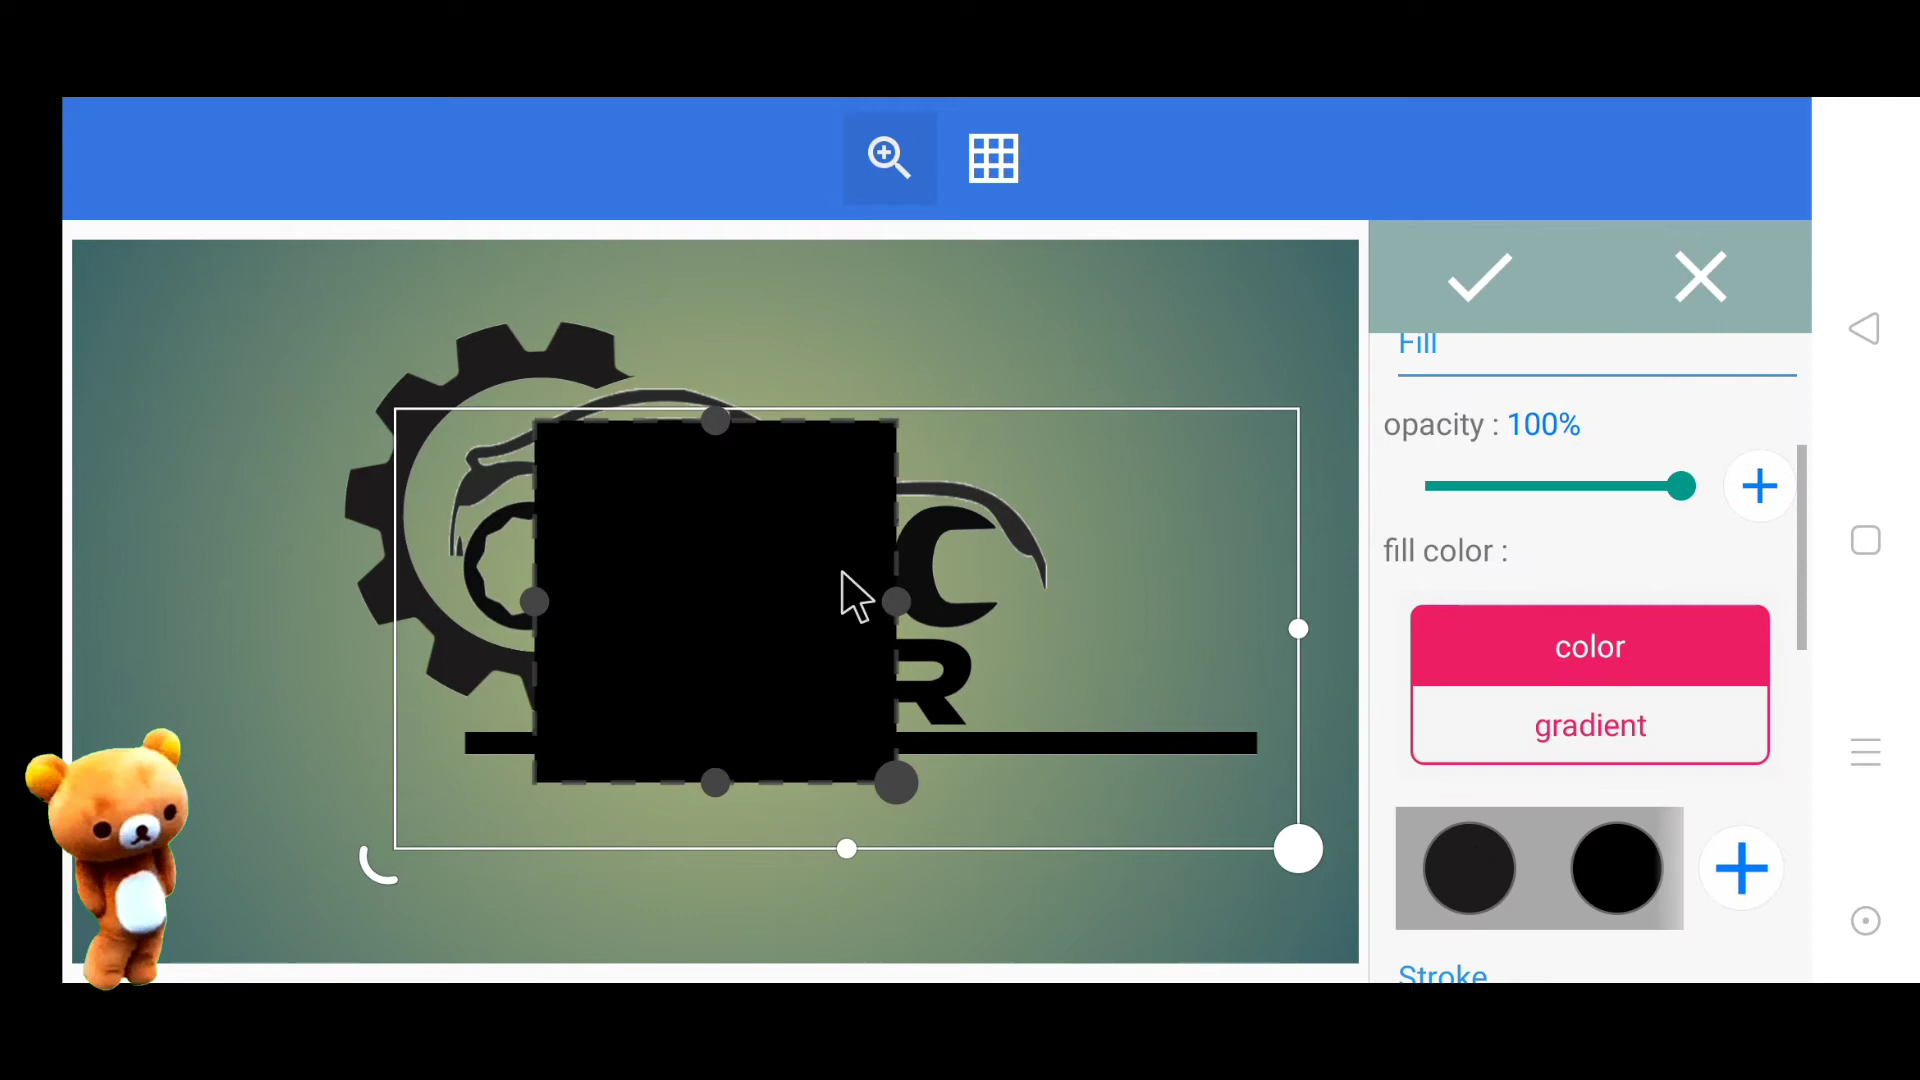 Fill
opacity : 100%
fill color :
color
gradient
R
Stroke